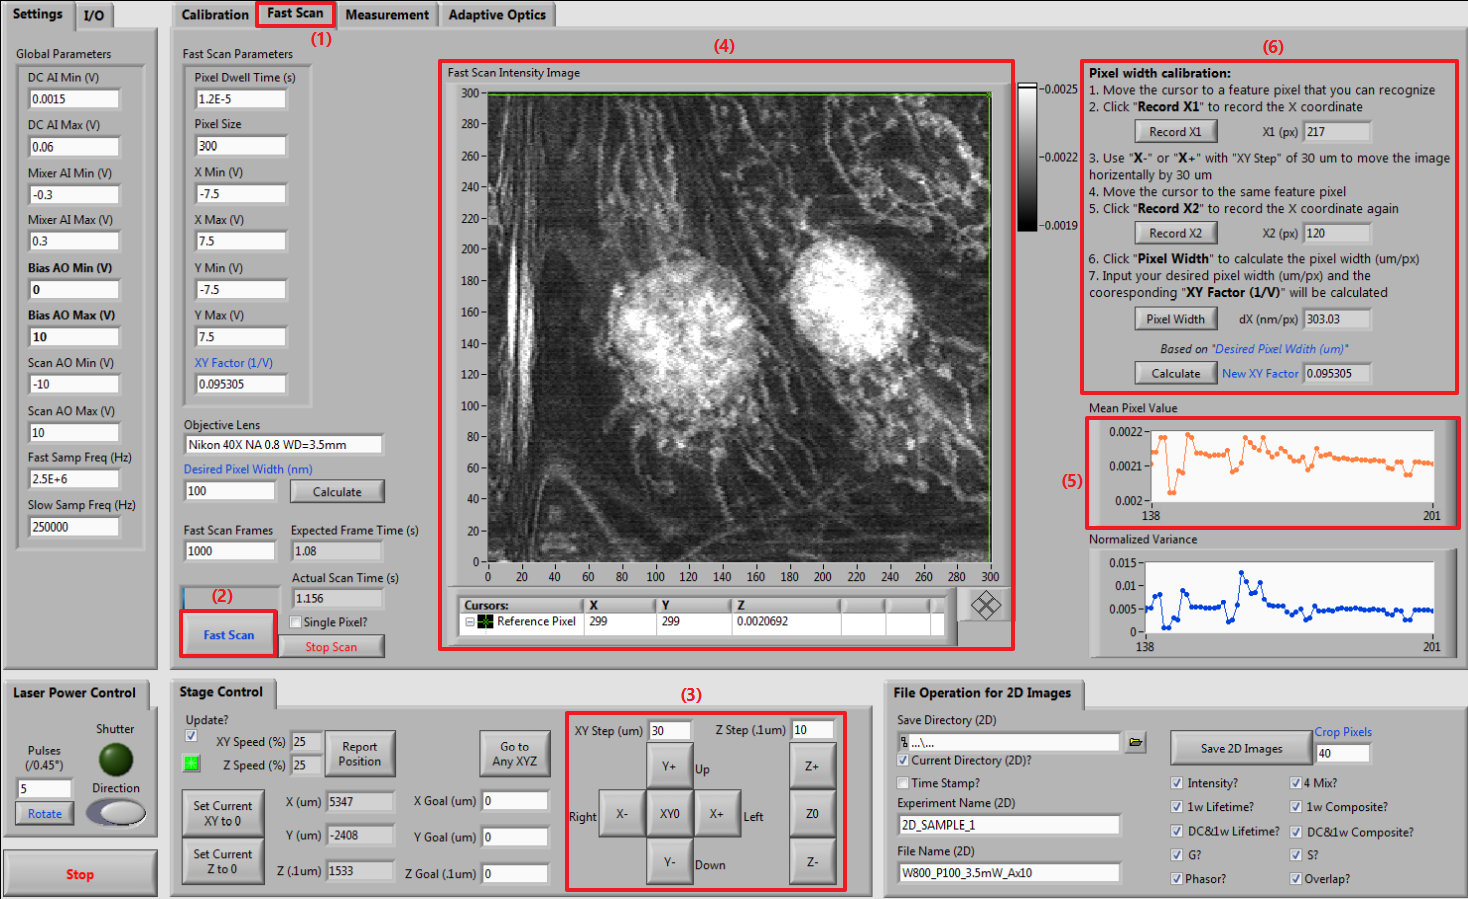 Settings
I/O
Global Parameters
DC AI Min (V)
0.0015
DC AI Max (V)
0.06
Mixer AI Min (V)
-0.3
Mixer AI Max (V)
0.3
Bias AO Min (V)
0
Bias AO Max (V)
10
Scan AO Min (V)
-10
Scan AO Max (V)
10
Fast Samp Freq (Hz)
2.5E+6
Slow Samp Freq (Hz)
250000
Calibration
Fast Scan
Measurement
Adaptive Optics
(1)
Fast Scan Parameters
Pixel Dwell Time (s)
1.2E-5
Pixel Size
300
X Min (V)
-7.5
X Max (V)
7.5
Y Min (V)
-7.5
Y Max (V)
7.5
XY Factor (1/V)
0.095305
Objective Lens
Nikon 40X NA 0.8 WD=3.5mm
Desired Pixel Width (nm)
100
Calculate
Fast Scan Frames
1000
Expected Frame Time (s)
1.08
Actual Scan Time (s)
1.156
(2)
Fast Scan
Single Pixel?
Stop Scan
(4)
Fast Scan Intensity Image
300
280
260
240
220
200
180
160
140
120
100
80
60
40
20
0
0 20 40 60 80 100 120 140 160 180 200 220 240 260 280 300
0.0025
0.0022
0.0019
Cursors: X Y Z
Reference Pixel 299 299 0.0020692
(6)
Pixel width calibration:
1. Move the cursor to a feature pixel that you can recognize
2. Click "Record X1" to record the X coordinate
Record X1 X1 (px) 217
3. Use "X-" or "X+" with "XY Step" of 30 um to move the image
horizentally by 30 um
4. Move the cursor to the same feature pixel
5. Click "Record X2" to record the X coordinate again
Record X2 X2 (px) 120
6. Click "Pixel Width" to calculate the pixel width (um/px)
7. Input your desired pixel width (um/px) and the
cooresponding "XY Factor (1/V)" will be calculated
Pixel Width dX (nm/px) 303.03
Based on "Desired Pixel Wdith (um)"
Calculate New XY Factor 0.095305
Mean Pixel Value
(5)
0.0022
0.0021
0.002
138 201
Normalized Variance
0.015
0.01
0.005
0
138 201
Laser Power Control
Shutter
Pulses
(/0.45°)
5
Direction
Rotate
Stop
Stage Control
Update?
XY Speed (%) 25
Z Speed (%) 25
Report
Position
Go to
Any XYZ
Set Current
XY to 0
Set Current
Z to 0
X (um) 5347
Y (um) -2408
Z (.1um) 1533
X Goal (um) 0
Y Goal (um) 0
Z Goal (.1um) 0
(3)
XY Step (um) 30
Z Step (.1um) 10
Y+ Up
Right X- XY0 X+ Left
Y- Down
Z+
Z0
Z-
File Operation for 2D Images
Save Directory (2D)
...\...
Current Directory (2D)?
Time Stamp?
Experiment Name (2D)
2D_SAMPLE_1
File Name (2D)
W800_P100_3.5mW_Ax10
Save 2D Images
Crop Pixels
40
Intensity? 4 Mix?
1w Lifetime? 1w Composite?
DC&1w Lifetime? DC&1w Composite?
G? S?
Phasor? Overlap?